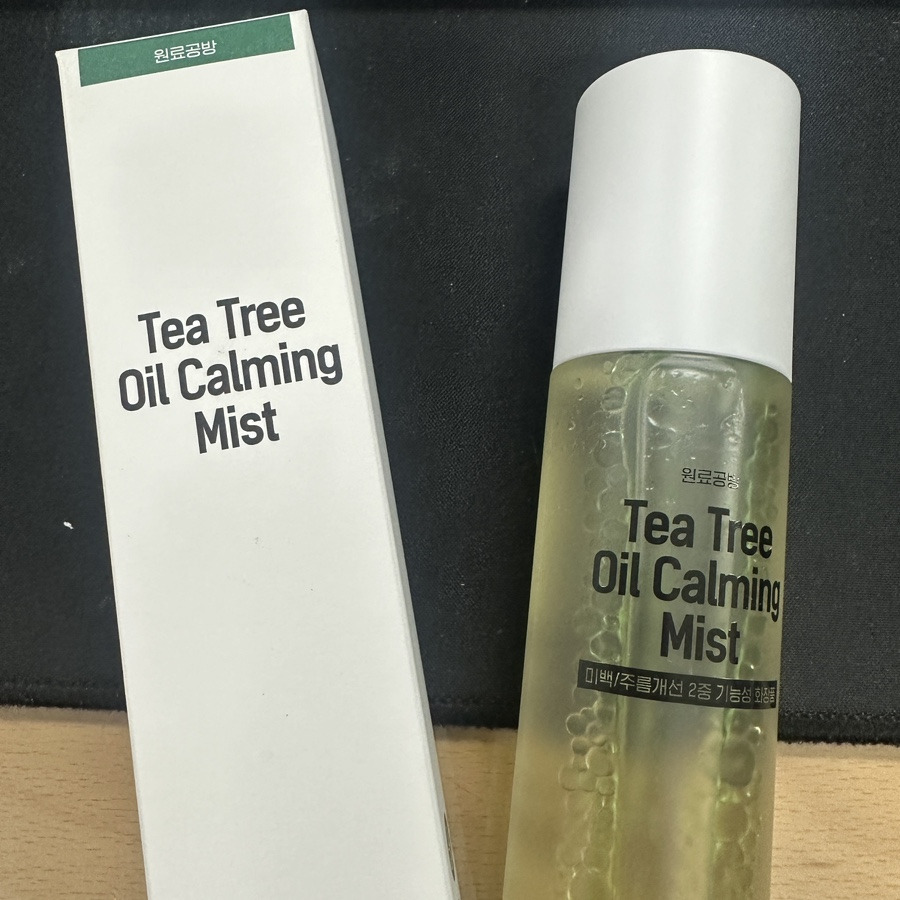 원료공방
Tea Tree
Oil Calming
Mist
원료공방
Tea Tree
Oil Calming
Mist
미백/주름개선 2중 기능성 화장품